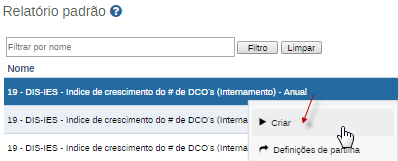 Relatório padrão ?
Filtrar por nome Filtro Limpar
Nome
19 - DIS-IES - Indice de crescimento do # de DCO's (Internamento) - Anual
19 - DIS-IES - Indice de crescimento do # de DCO's (Interna
Criar
19 - DIS-IES - Indice de crescimento do # de DCO's (Interna
Definições de partilha